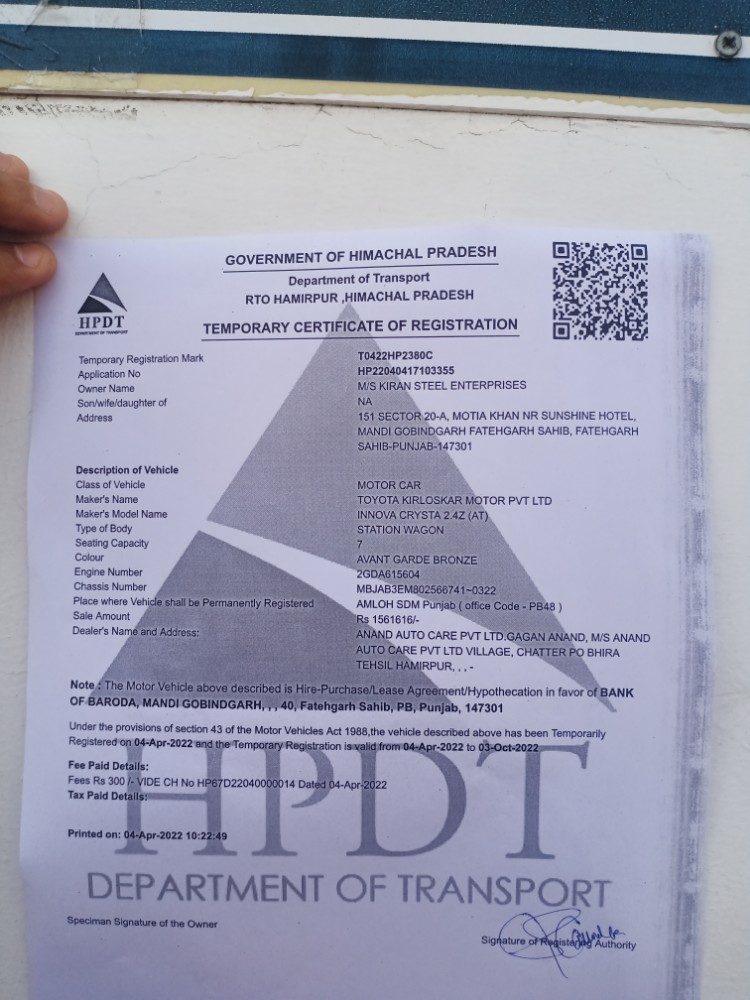 GOVERNMENT OF HIMACHAL PRADESH
Department of Transport
RTO HAMIRPUR ,HIMACHAL PRADESH
HPDT
DEPARTMENT OF TRANSPORT
TEMPORARY CERTIFICATE OF REGISTRATION
Temporary Registration Mark T0422HP2380C
Application No HP22040417103355
Owner Name M/S KIRAN STEEL ENTERPRISES
Son/wife/daughter of NA
Address 151 SECTOR 20-A, MOTIA KHAN NR SUNSHINE HOTEL,
MANDI GOBINDGARH FATEHGARH SAHIB, FATEHGARH
SAHIB-PUNJAB-147301
Description of Vehicle
Class of Vehicle MOTOR CAR
Maker's Name TOYOTA KIRLOSKAR MOTOR PVT LTD
Maker's Model Name INNOVA CRYSTA 2.4Z (AT)
Type of Body STATION WAGON
Seating Capacity 7
Colour AVANT GARDE BRONZE
Engine Number 2GDA615604
Chassis Number MBJAB3EM802566741~0322
Place where Vehicle shall be Permanently Registered AMLOH SDM Punjab ( office Code - PB48 )
Sale Amount Rs 1561616/-
Dealer's Name and Address: ANAND AUTO CARE PVT LTD.GAGAN ANAND, M/S ANAND
AUTO CARE PVT LTD VILLAGE, CHATTER PO BHIRA
TEHSIL HAMIRPUR, , , -
Note : The Motor Vehicle above described is Hire-Purchase/Lease Agreement/Hypothecation in favor of BANK
OF BARODA, MANDI GOBINDGARH, , , 40, Fatehgarh Sahib, PB, Punjab, 147301
Under the provisions of section 43 of the Motor Vehicles Act 1988,the vehicle described above has been Temporarily
Registered on 04-Apr-2022 and the Temporary Registration is valid from 04-Apr-2022 to 03-Oct-2022
Fee Paid Details:
Fees Rs 300 /- VIDE CH No HP67D22040000014 Dated 04-Apr-2022
Tax Paid Details:
Printed on: 04-Apr-2022 10:22:49
HPDT
DEPARTMENT OF TRANSPORT
Speciman Signature of the Owner
Signature of Registering Authority